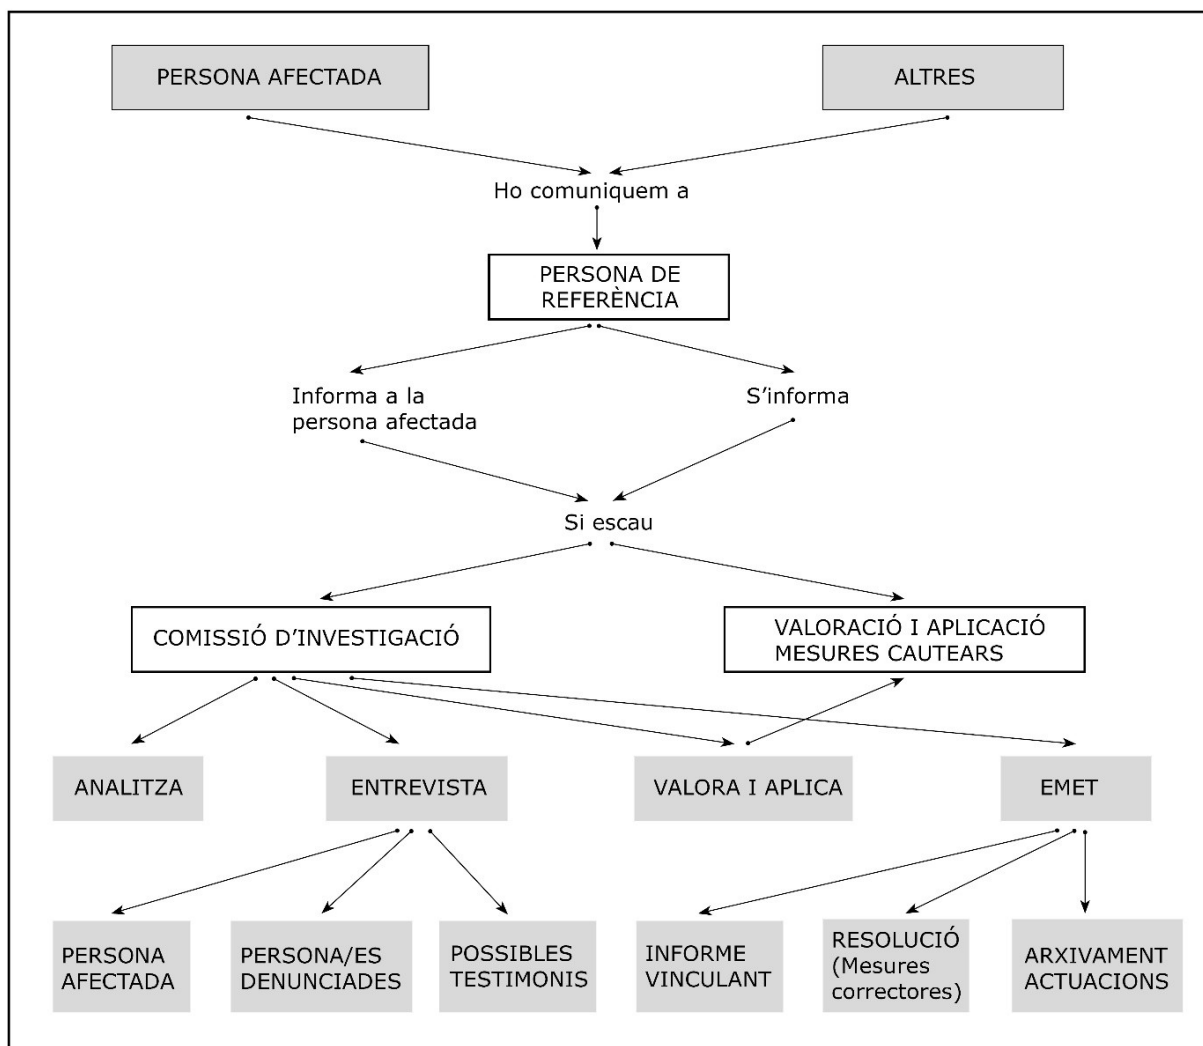 PERSONA AFECTADA
ALTRES
Ho comuniquem a
PERSONA DE
REFERÈNCIA
Informa a la
persona afectada
S'informa
Si escau
COMISSIÓ D'INVESTIGACIÓ
VALORACIÓ I APLICACIÓ
MESURES CAUTEARS
ANALITZA
ENTREVISTA
VALORA I APLICA
EMET
PERSONA
AFECTADA
PERSONA/ES
DENUNCIADES
POSSIBLES
TESTIMONIS
INFORME
VINCULANT
RESOLUCIÓ
(Mesures
correctores)
ARXIVAMENT
ACTUACIONS